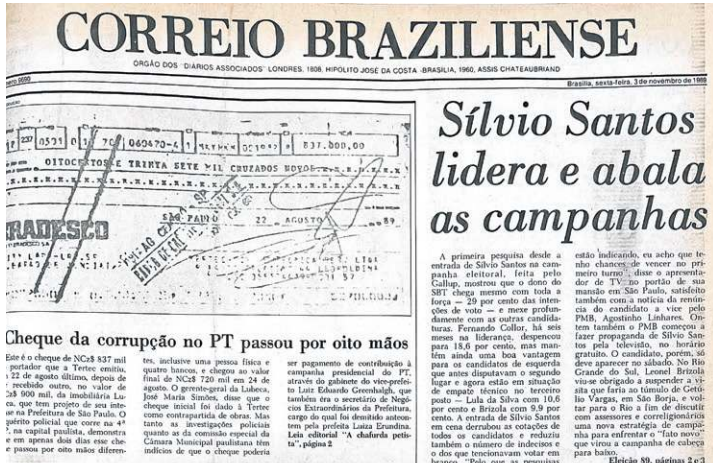 CORREIO BRAZILIENSE
ÓRGÃO DOS "DIÁRIOS ASSOCIADOS" LONDRES, 1808, HIPÓLITO JOSÉ DA COSTA - BRASÍLIA, 1960, ASSIS CHATEAUBRIAND
Brasília, sexta-feira, 3 de novembro de 1989
237
837.000,00
OITOCENTOS E TRINTA SETE MIL CRUZADOS NOVOS
SÃO PAULO 22 AGOSTO 89
Cheque da corrupção no PT passou por oito mãos
Este é o cheque de NCz$ 837 mil
portador que a Tertec emitiu,
22 de agosto último, depois de
recebido outro, no valor de
900 mil, da imobiliária Lu-
ca, que tem projeto de seu inte-
na Prefeitura de São Paulo. O
quérito policial que corre na 4ª
na capital paulista, demonstra
em apenas dois dias esse che-
passou por oito mãos diferen-
tes, inclusive uma pessoa física e
quatro bancos, e chegou ao valor
final de NCz$ 720 mil em 24 de
agosto. O gerente-geral da Lubeca,
José Maria Simões, disse que o
cheque inicial foi dado à Tertec
como contrapartida de obras. Mas
tanto as investigações policiais
quanto as da comissão especial da
Câmara Municipal paulistana têm
indícios de que o cheque poderia
ser pagamento de contribuição à
campanha presidencial do PT,
através do gabinete do vice-prefei-
to Luiz Eduardo Greenhalgh, que
também era o secretário de Negó-
cios Extraordinários da Prefeitura,
cargo do qual foi demitido antoon-
tem pela prefeita Luiza Erundina.
Leia editorial "A chafurda petis-
ta", página 2
Sílvio Santos
lidera e abala
as campanhas
A primeira pesquisa desde a
entrada de Sílvio Santos na cam-
panha eleitoral, feita pelo
Gallup, mostrou que o dono do
SBT chega mesmo com toda a
força — 29 por cento das inten-
ções de voto — e mexe profun-
damente com as outras candida-
turas. Fernando Collor, há seis
meses na liderança, despencou
para 18,6 por cento, mas man-
têm ainda uma boa vantagem
para os candidatos de esquerda
que antes disputavam o segundo
lugar e agora estão em situação
de empate técnico no terceiro
posto — Lula da Silva com 10,6
por cento e Brizola com 9,9 por
cento. A entrada de Sílvio Santos
em cena derrubou as cotações de
todos os candidatos e reduziu
também o número de indecisos e
o dos que tencionavam votar em
branco. "Pelo que as pesquisas
estão indicando, eu acho que te-
nho chances de vencer no pri-
meiro turno", disse o apresenta-
dor de TV, no portão de sua
mansão em São Paulo, satisfeito
também com a notícia da renún-
cia do candidato a vice pelo
PMB, Agostinho Linhares. On-
tem também o PMB começou a
fazer propaganda de Sílvio San-
tos pela televisão, no horário
gratuito. O candidato, porém, só
deve aparecer no sábado. No Rio
Grande do Sul, Leonel Brizola
viu-se obrigado a suspender a vi-
sita que faria ao túmulo de Getú-
lio Vargas, em São Borja, e vol-
tar para o Rio a fim de discutir
com assessores e correligionários
uma nova estratégia de campa-
nha para enfrentar o "fato novo"
que virou a campanha de cabeça
para baixo.
Eleição 89, páginas 2 e 3